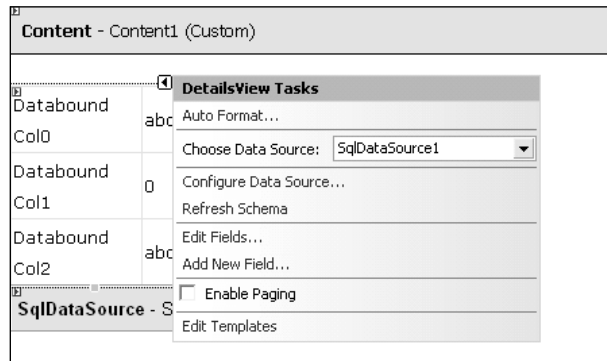 Content - Content1 (Custom)
DetailsView Tasks
Databound
Col0
abc
Auto Format...
Choose Data Source: SqlDataSource1
Databound
Col1
0
Configure Data Source...
Refresh Schema
Databound
Col2
abc
Edit Fields...
Add New Field...
Enable Paging
SqlDataSource - S
Edit Templates